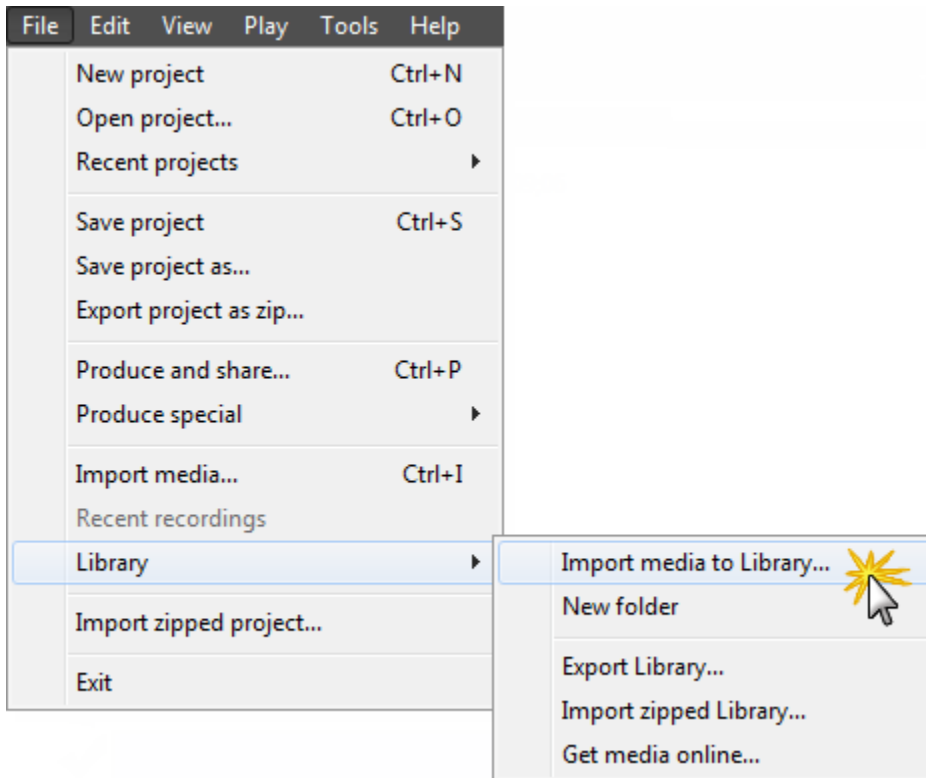 File Edit View Play Tools Help
New project Ctrl+N
Open project... Ctrl+O
Recent projects
Save project Ctrl+S
Save project as...
Export project as zip...
Produce and share... Ctrl+P
Produce special
Import media... Ctrl+I
Recent recordings
Library
Import zipped project...
Exit
Import media to Library...
New folder
Export Library...
Import zipped Library...
Get media online...